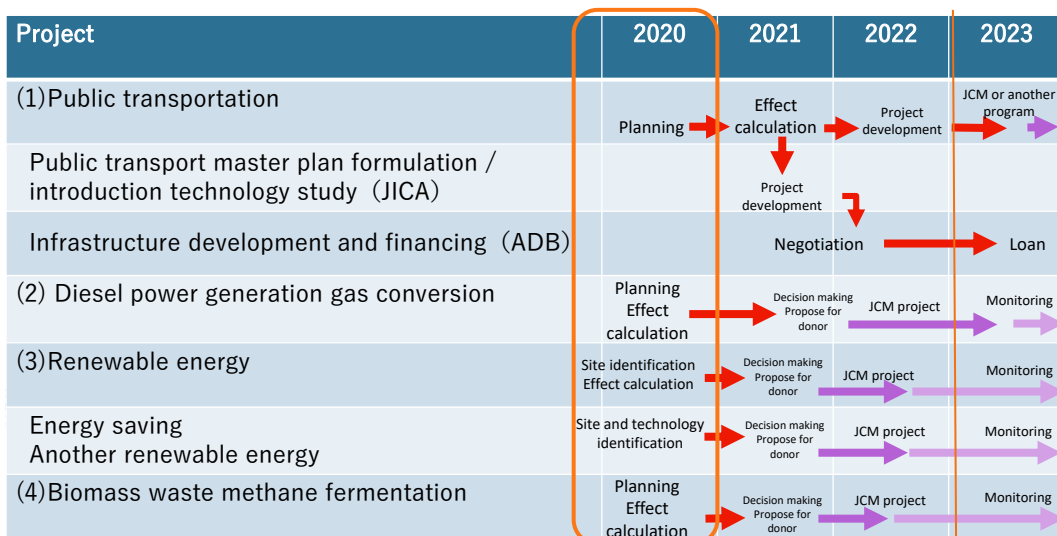 Project 2020 2021 2022 2023
(1)Public transportation
Planning
Effect
calculation
Project
development
JCM or another
program
Public transport master plan formulation /
introduction technology study（JICA）
Project
development
Infrastructure development and financing（ADB）
Negotiation
Loan
(2) Diesel power generation gas conversion
Planning
Effect
calculation
Decision making
Propose for
donor
JCM project
Monitoring
(3)Renewable energy
Site identification
Effect calculation
Decision making
Propose for
donor
JCM project
Monitoring
Energy saving
Another renewable energy
Site and technology
identification
Decision making
Propose for
donor
JCM project
Monitoring
(4)Biomass waste methane fermentation
Planning
Effect
calculation
Decision making
Propose for
donor
JCM project
Monitoring